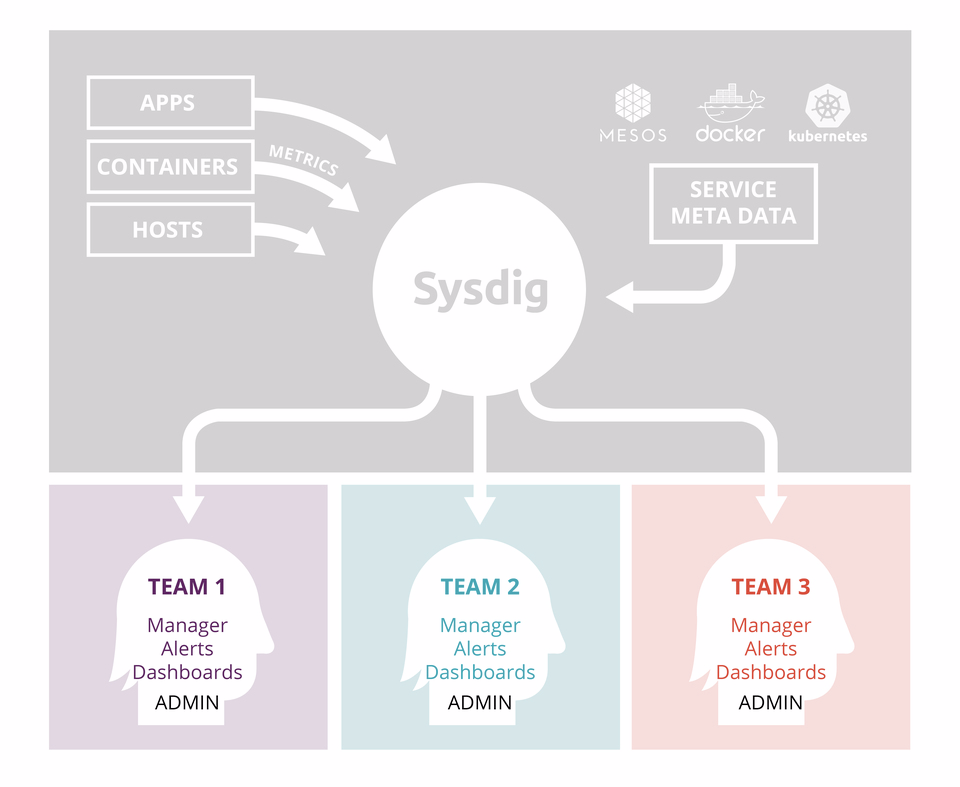 APPS
CONTAINERS
HOSTS
METRICS
MESOS
docker
kubernetes
SERVICE
META DATA
Sysdig
TEAM 1
Manager
Alerts
Dashboards
ADMIN
TEAM 2
Manager
Alerts
Dashboards
ADMIN
TEAM 3
Manager
Alerts
Dashboards
ADMIN